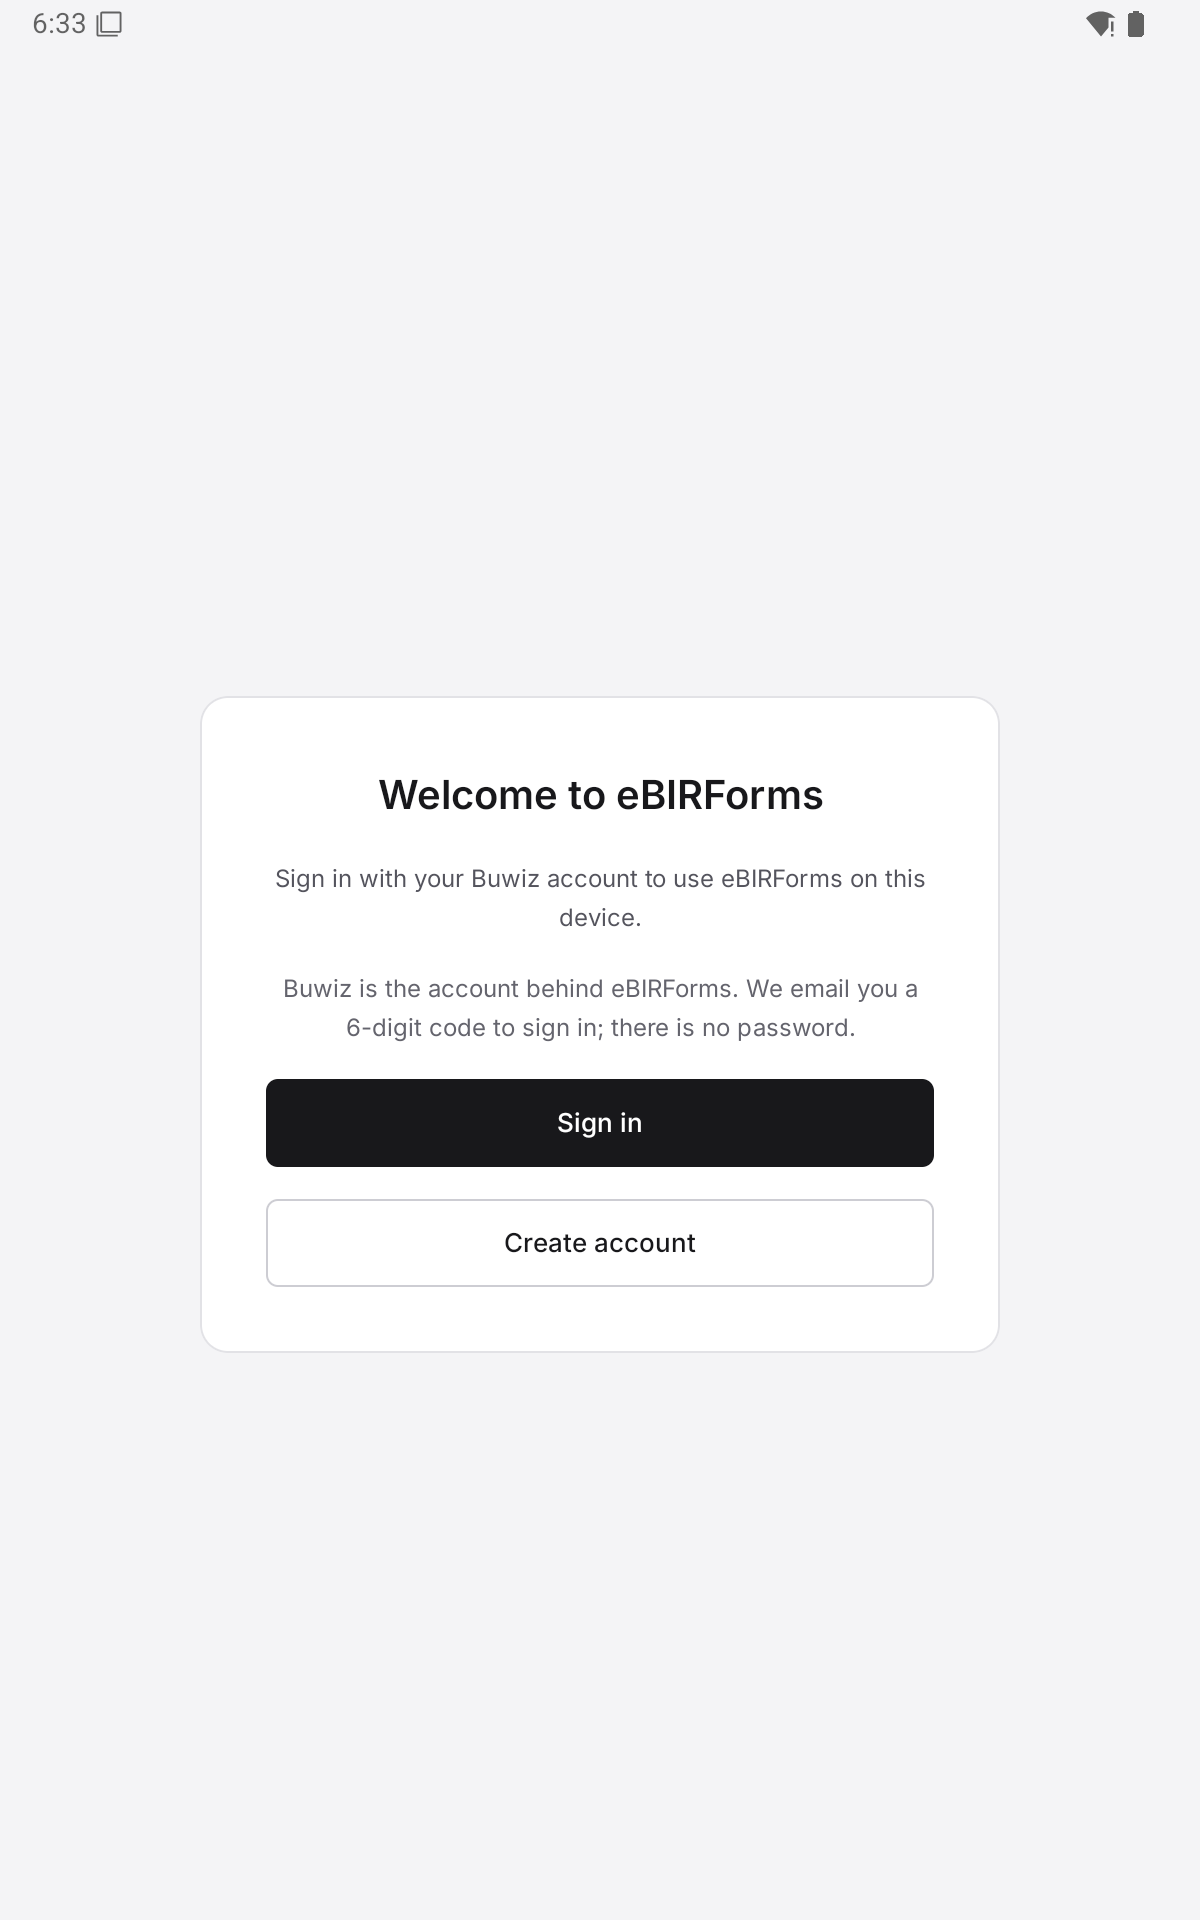 6:33
Welcome to eBIRForms
Sign in with your Buwiz account to use eBIRForms on this
device.
Buwiz is the account behind eBIRForms. We email you a
6-digit code to sign in; there is no password.
Sign in
Create account